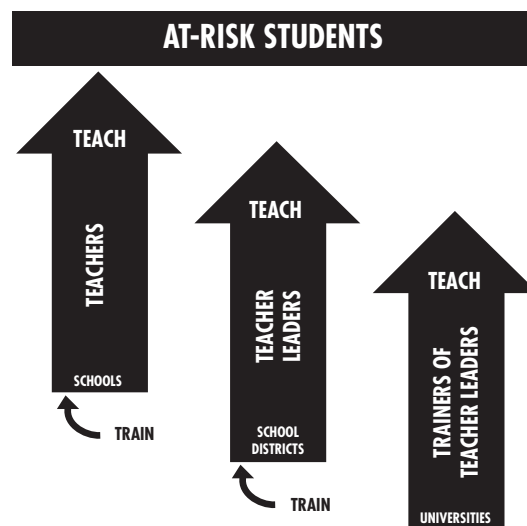 AT-RISK STUDENTS
TEACH
TEACHERS
SCHOOLS
TRAIN
TEACH
TEACHER
LEADERS
SCHOOL
DISTRICTS
TRAIN
TEACH
TRAINERS OF
TEACHER LEADERS
UNIVERSITIES